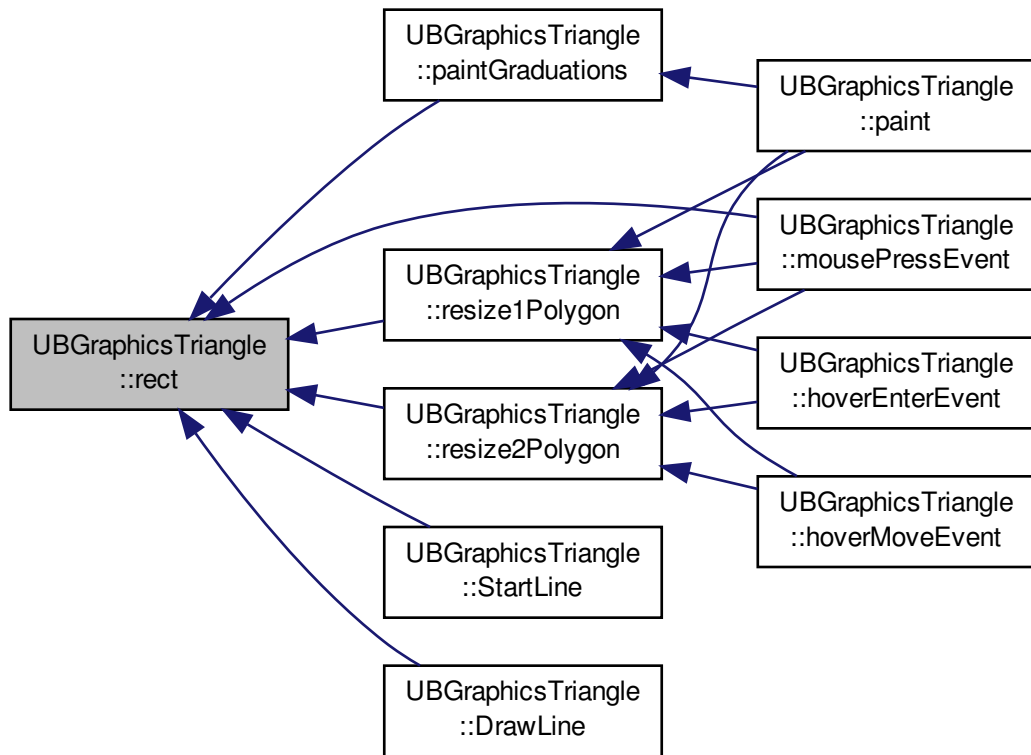 UBGraphicsTriangle
::rect
UBGraphicsTriangle
::paintGraduations
UBGraphicsTriangle
::resize1Polygon
UBGraphicsTriangle
::resize2Polygon
UBGraphicsTriangle
::StartLine
UBGraphicsTriangle
::DrawLine
UBGraphicsTriangle
::paint
UBGraphicsTriangle
::mousePressEvent
UBGraphicsTriangle
::hoverEnterEvent
UBGraphicsTriangle
::hoverMoveEvent